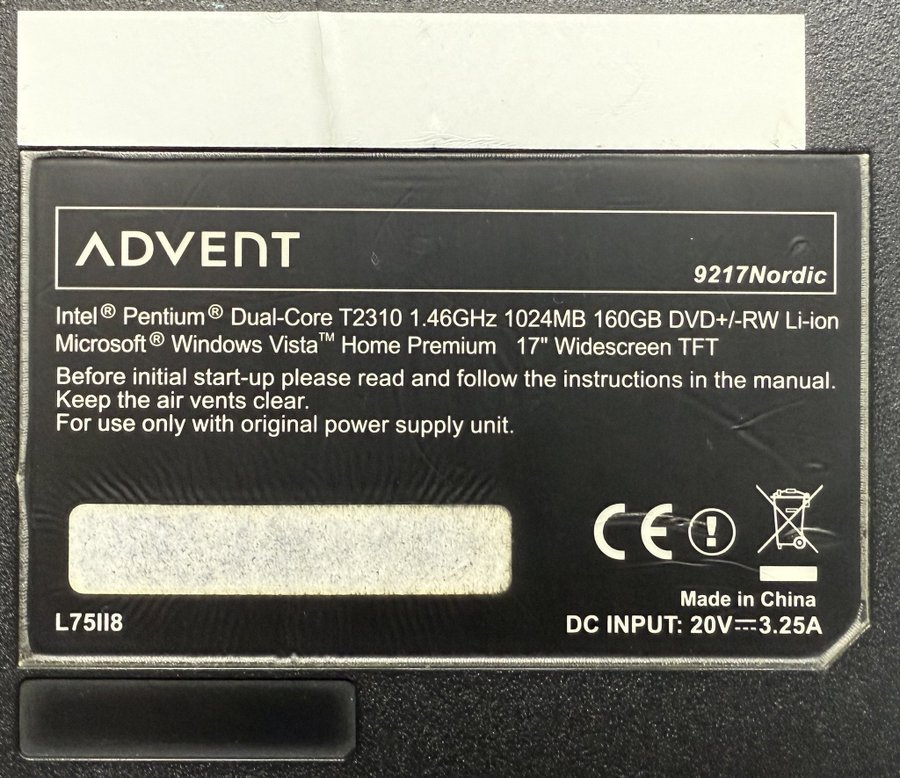 ADVENT
9217Nordic
Intel® Pentium® Dual-Core T2310 1.46GHz 1024MB 160GB DVD+/-RW Li-ion
Microsoft® Windows Vista™ Home Premium 17" Widescreen TFT
Before initial start-up please read and follow the instructions in the manual.
Keep the air vents clear.
For use only with original power supply unit.
CE
Made in China
L75II8
DC INPUT: 20V⎓3.25A